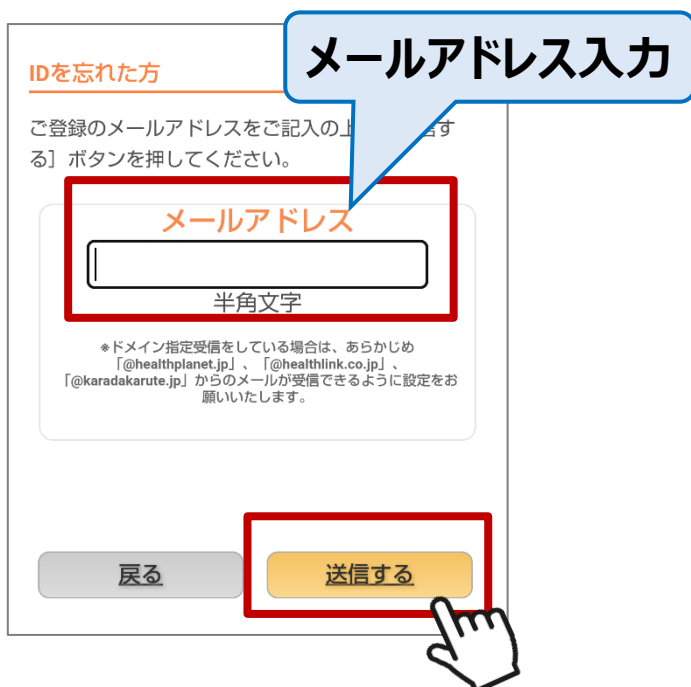 メールアドレス入力
IDを忘れた方
ご登録のメールアドレスをご記入の上
信す
る］ボタンを押してください。
メールアドレス
半角文字
※ドメイン指定受信をしている場合は、あらかじめ
「@healthplanet.jp」、「@healthlink.co.jp」、
「@karadakarute.jp」からのメールが受信できるように設定をお
願いいたします。
戻る
送信する